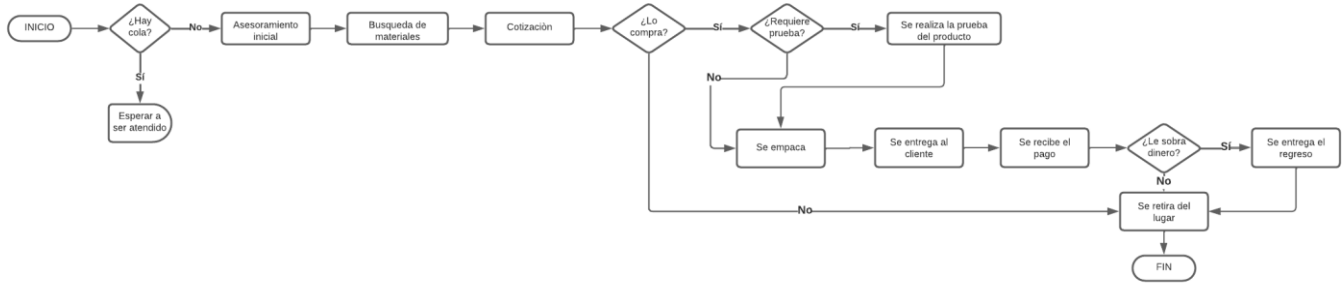 INICIO
¿Hay
cola?
No
Asesoramiento
inicial
Busqueda de
materiales
Cotizaciòn
¿Lo
compra?
Sí
¿Requiere
prueba?
Sí
Se realiza la prueba
del producto
Sí
Esperar a
ser atendido
No
Se empaca
Se entrega al
cliente
Se recibe el
pago
¿Le sobra
dinero?
Sí
Se entrega el
regreso
No
No
Se retira del
lugar
FIN